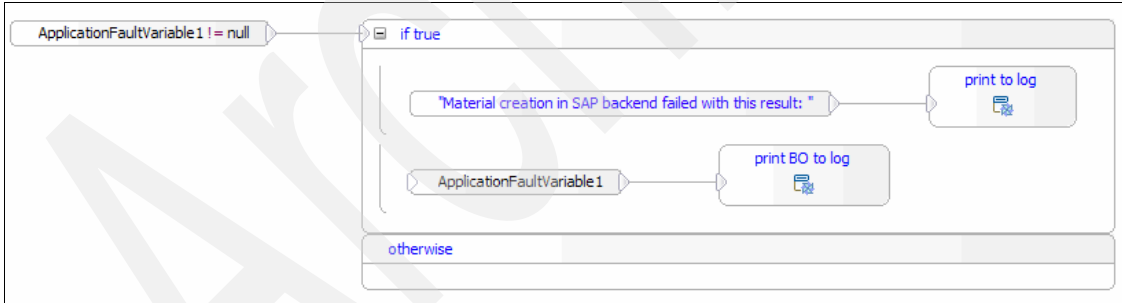 ApplicationFaultVariable1 != null
if true
print to log
"Material creation in SAP backend failed with this result: "
print BO to log
ApplicationFaultVariable1
otherwise